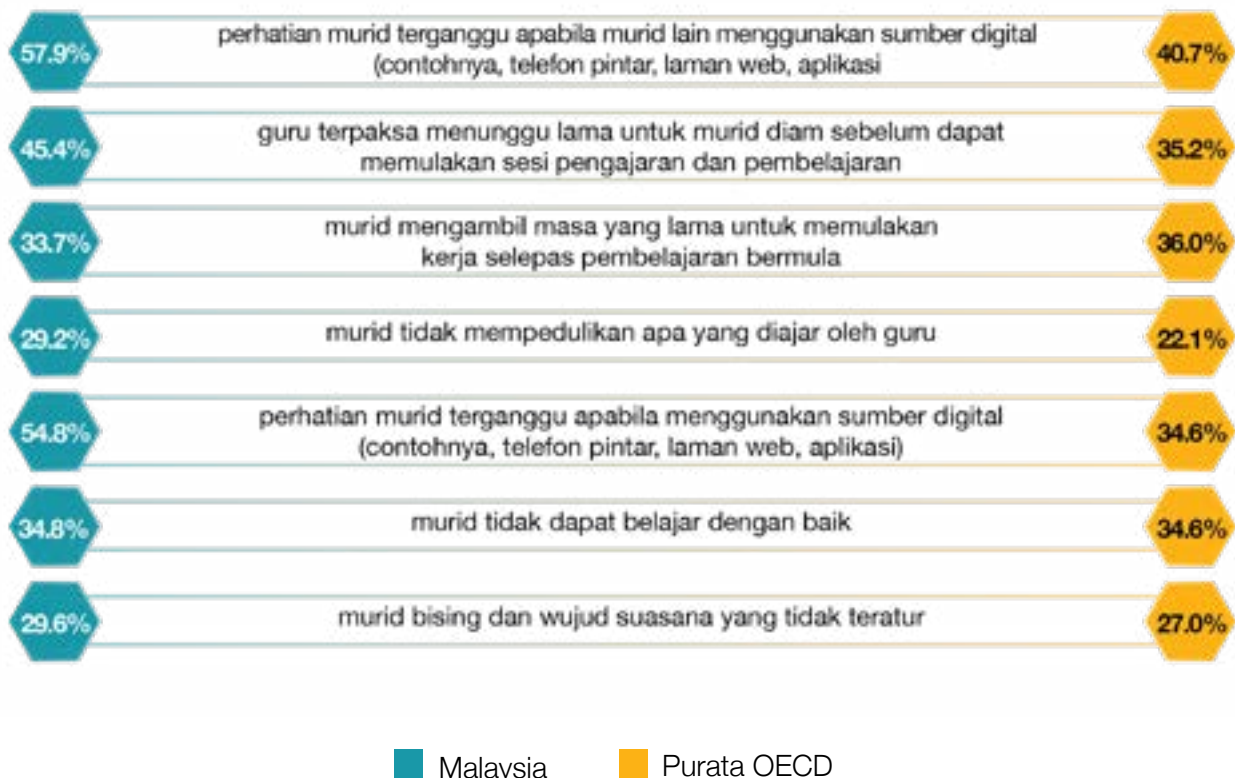 57.9%
perhatian murid terganggu apabila murid lain menggunakan sumber digital
(contohnya, telefon pintar, laman web, aplikasi
40.7%
45.4%
guru terpaksa menunggu lama untuk murid diam sebelum dapat
memulakan sesi pengajaran dan pembelajaran
35.2%
33.7%
murid mengambil masa yang lama untuk memulakan
kerja selepas pembelajaran bermula
36.0%
29.2%
murid tidak mempedulikan apa yang diajar oleh guru
22.1%
54.8%
perhatian murid terganggu apabila menggunakan sumber digital
(contohnya, telefon pintar, laman web, aplikasi)
34.6%
34.8%
murid tidak dapat belajar dengan baik
34.6%
29.6%
murid bising dan wujud suasana yang tidak teratur
27.0%
Malaysia
Purata OECD